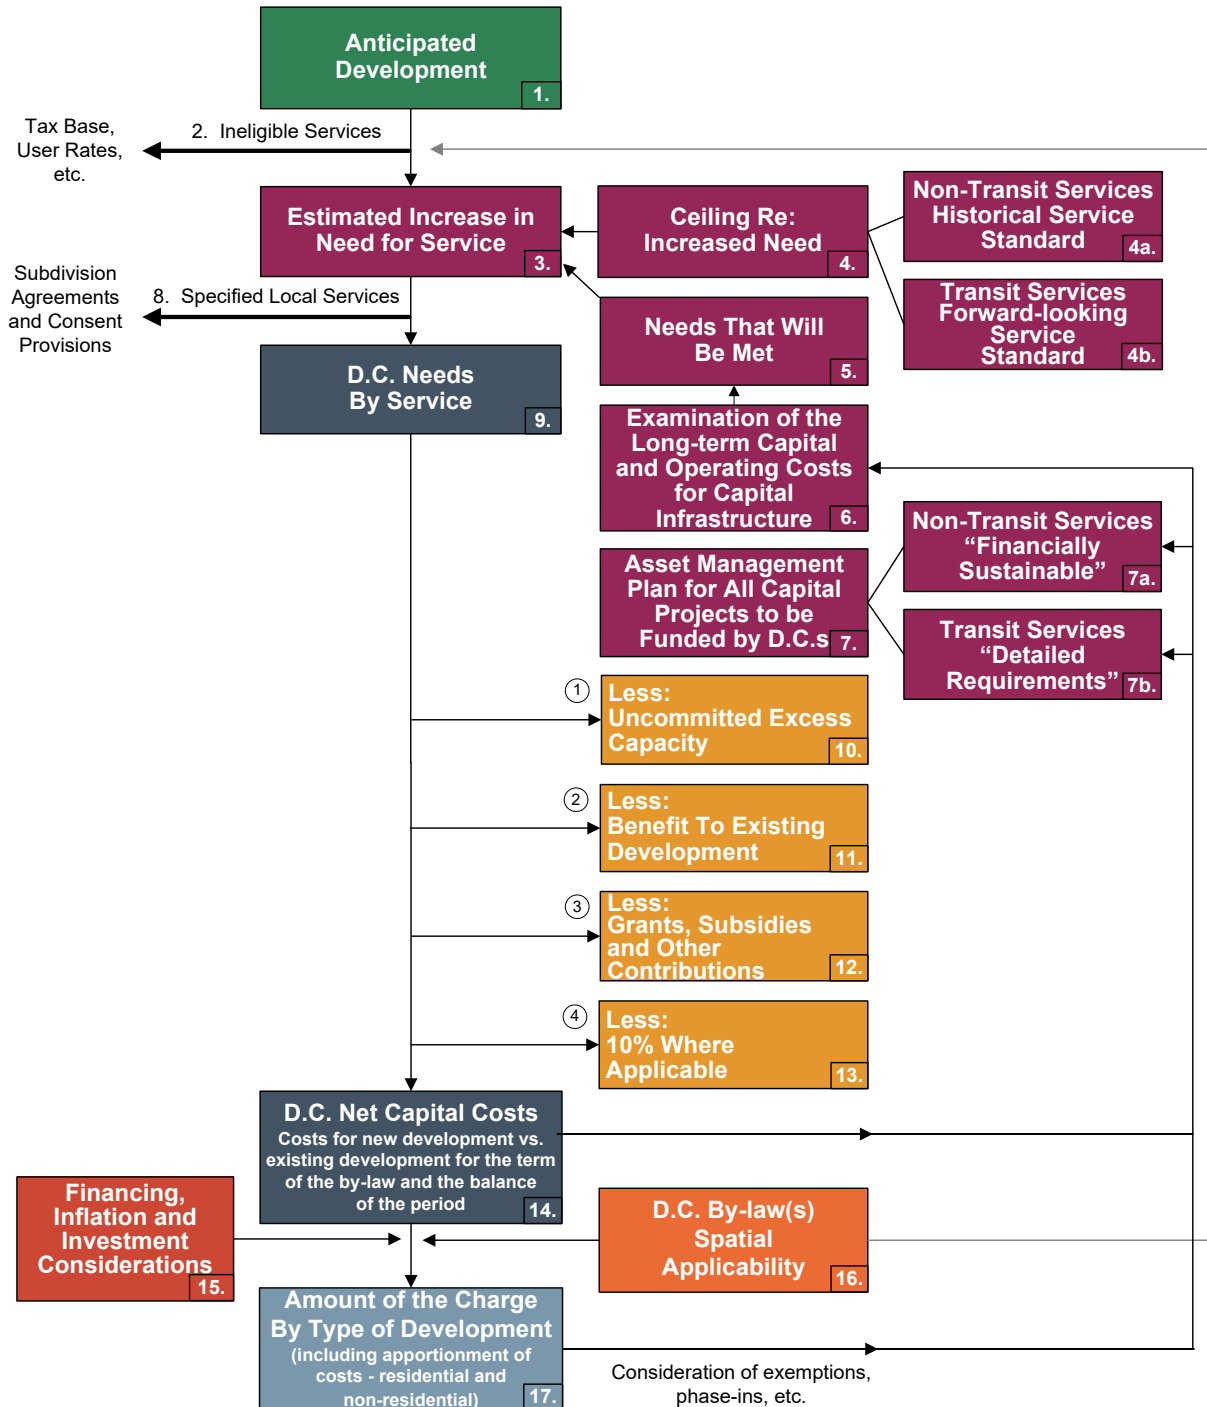 Anticipated
Development
1.
Tax Base,
User Rates,
etc.
2. Ineligible Services
Estimated Increase in
Need for Service
3.
Ceiling Re:
Increased Need
4.
Non-Transit Services
Historical Service
Standard
4a.
Transit Services
Forward-looking
Service
Standard
4b.
Subdivision
Agreements
and Consent
Provisions
8. Specified Local Services
Needs That Will
Be Met
5.
D.C. Needs
By Service
9.
Examination of the
Long-term Capital
and Operating Costs
for Capital
Infrastructure
6.
Asset Management
Plan for All Capital
Projects to be
Funded by D.C.s
7.
Non-Transit Services
“Financially
Sustainable”
7a.
Transit Services
“Detailed
Requirements”
7b.
1
Less:
Uncommitted Excess
Capacity
10.
2
Less:
Benefit To Existing
Development
11.
3
Less:
Grants, Subsidies
and Other
Contributions
12.
4
Less:
10% Where
Applicable
13.
D.C. Net Capital Costs
Costs for new development vs.
existing development for the term
of the by-law and the balance
of the period
14.
Financing,
Inflation and
Investment
Considerations
15.
D.C. By-law(s)
Spatial
Applicability
16.
Amount of the Charge
By Type of Development
(including apportionment of
costs - residential and
non-residential)
17.
Consideration of exemptions,
phase-ins, etc.